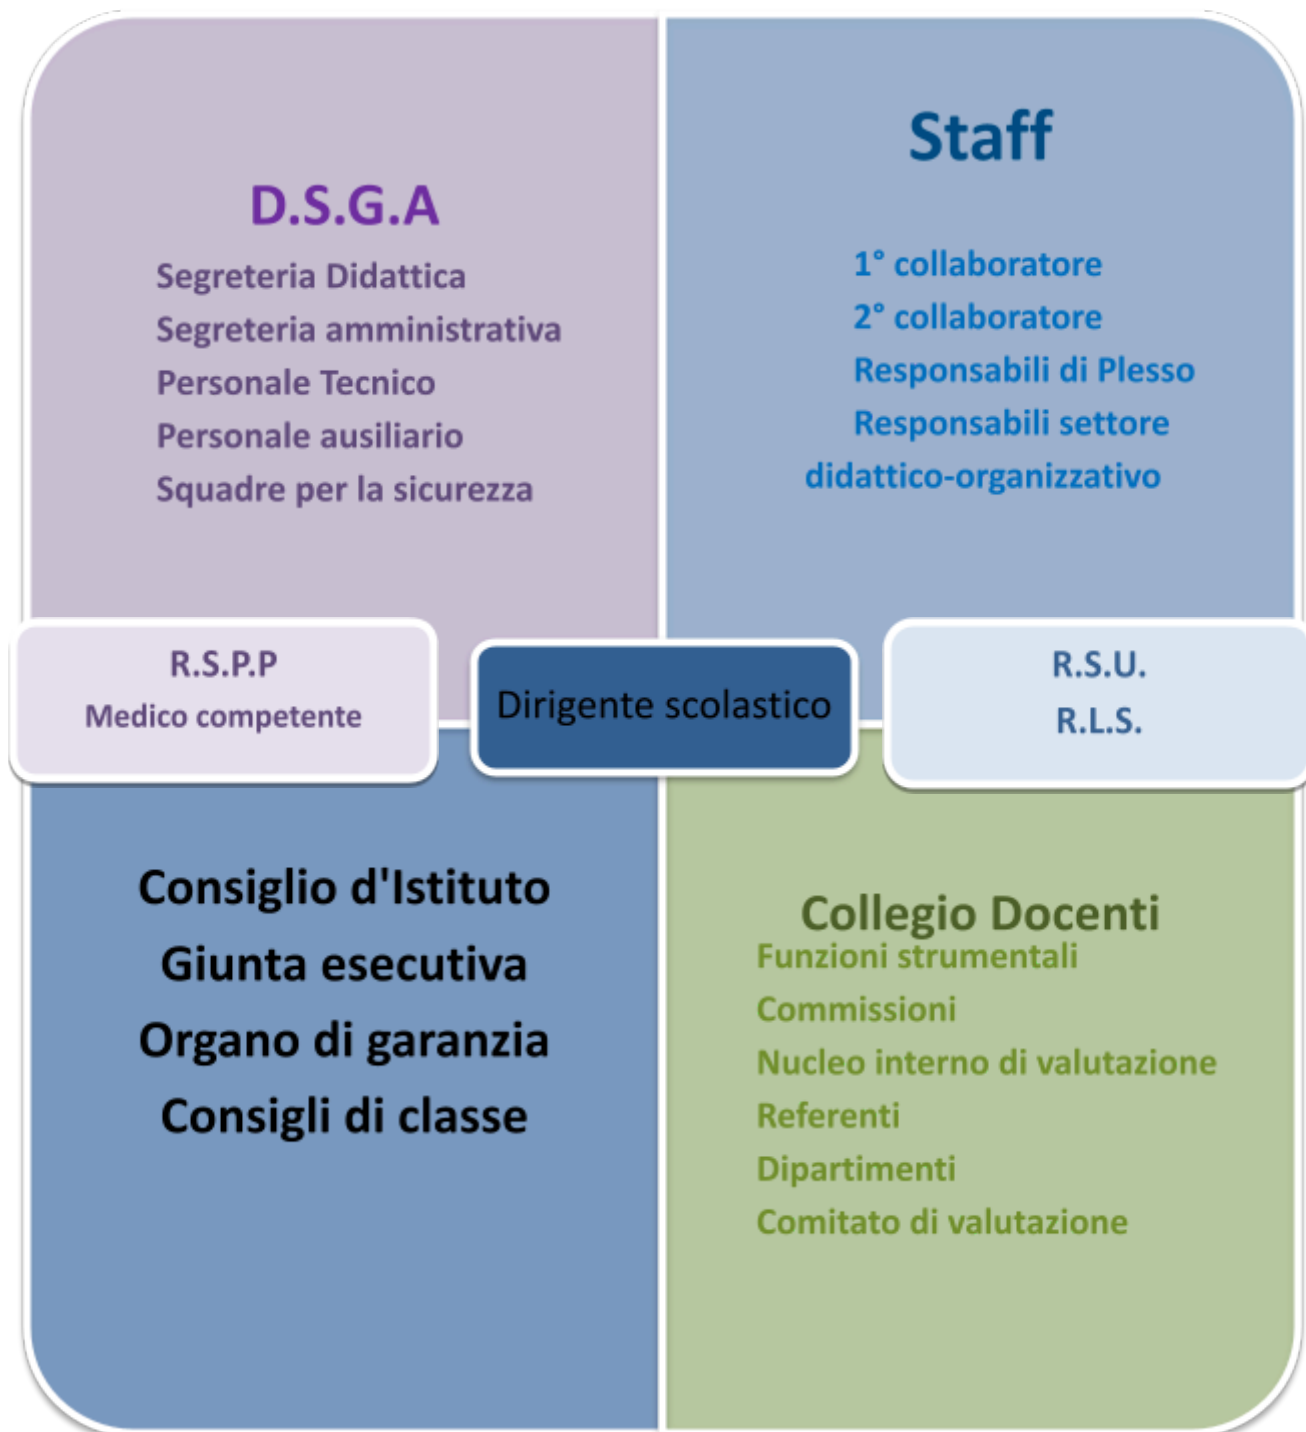 D.S.G.A
Segreteria Didattica
Segreteria amministrativa
Personale Tecnico
Personale ausiliario
Squadre per la sicurezza
Staff
1° collaboratore
2° collaboratore
Responsabili di Plesso
Responsabili settore
didattico-organizzativo
R.S.P.P
Medico competente
Dirigente scolastico
R.S.U.
R.L.S.
Consiglio d'Istituto
Giunta esecutiva
Organo di garanzia
Consigli di classe
Collegio Docenti
Funzioni strumentali
Commissioni
Nucleo interno di valutazione
Referenti
Dipartimenti
Comitato di valutazione